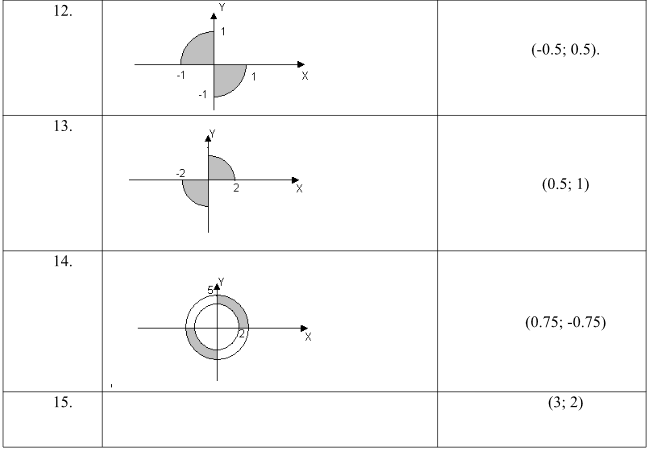 12.
Y
1
-1
1
X
-1
(-0.5; 0.5).
13.
Y
-2
2
X
(0.5; 1)
14.
5
Y
2
X
(0.75; -0.75)
15.
(3; 2)